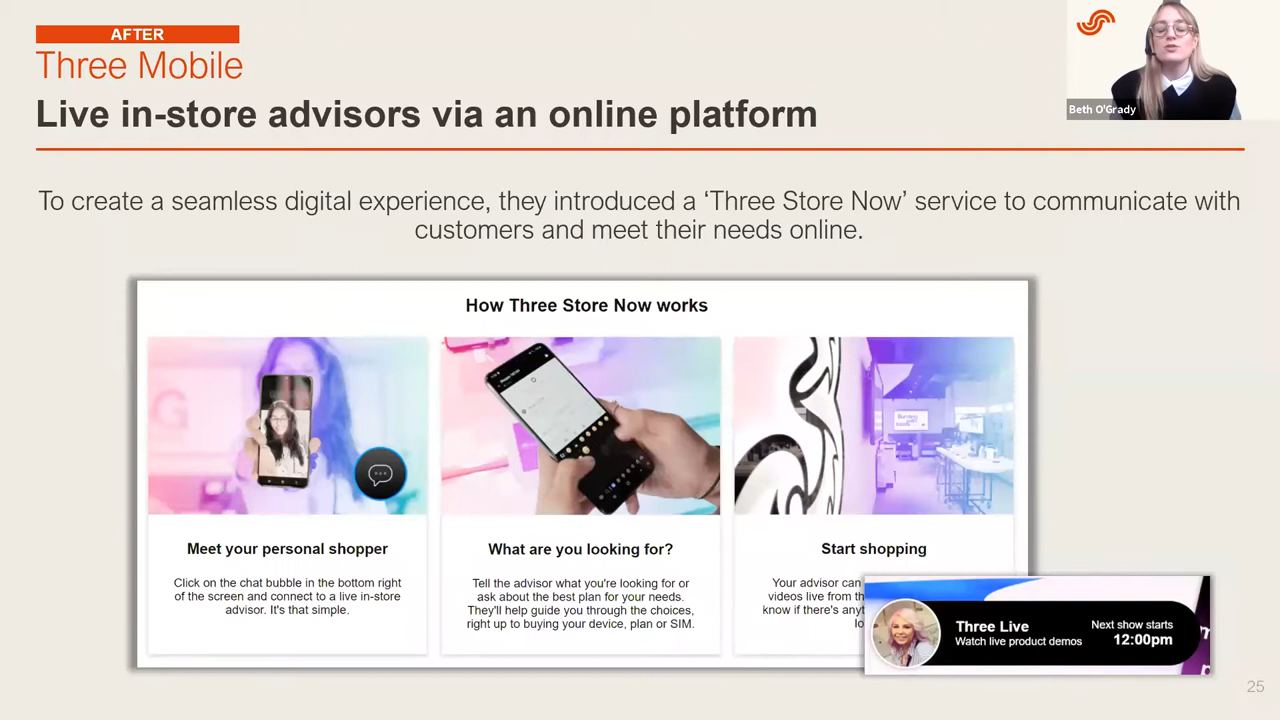 AFTER
Three Mobile
Live in-store advisors via an online platform
Beth O'Grady
To create a seamless digital experience, they introduced a ‘Three Store Now’ service to communicate with
customers and meet their needs online.
How Three Store Now works
Meet your personal shopper
Click on the chat bubble in the bottom right
of the screen and connect to a live in-store
advisor. It's that simple.
What are you looking for?
Tell the advisor what you're looking for or
ask about the best plan for your needs.
They'll help guide you through the choices,
right up to buying your device, plan or SIM.
Start shopping
Your advisor can
videos live from
know if there's
Three Live
Watch live product demos
Next show starts
12:00pm
25